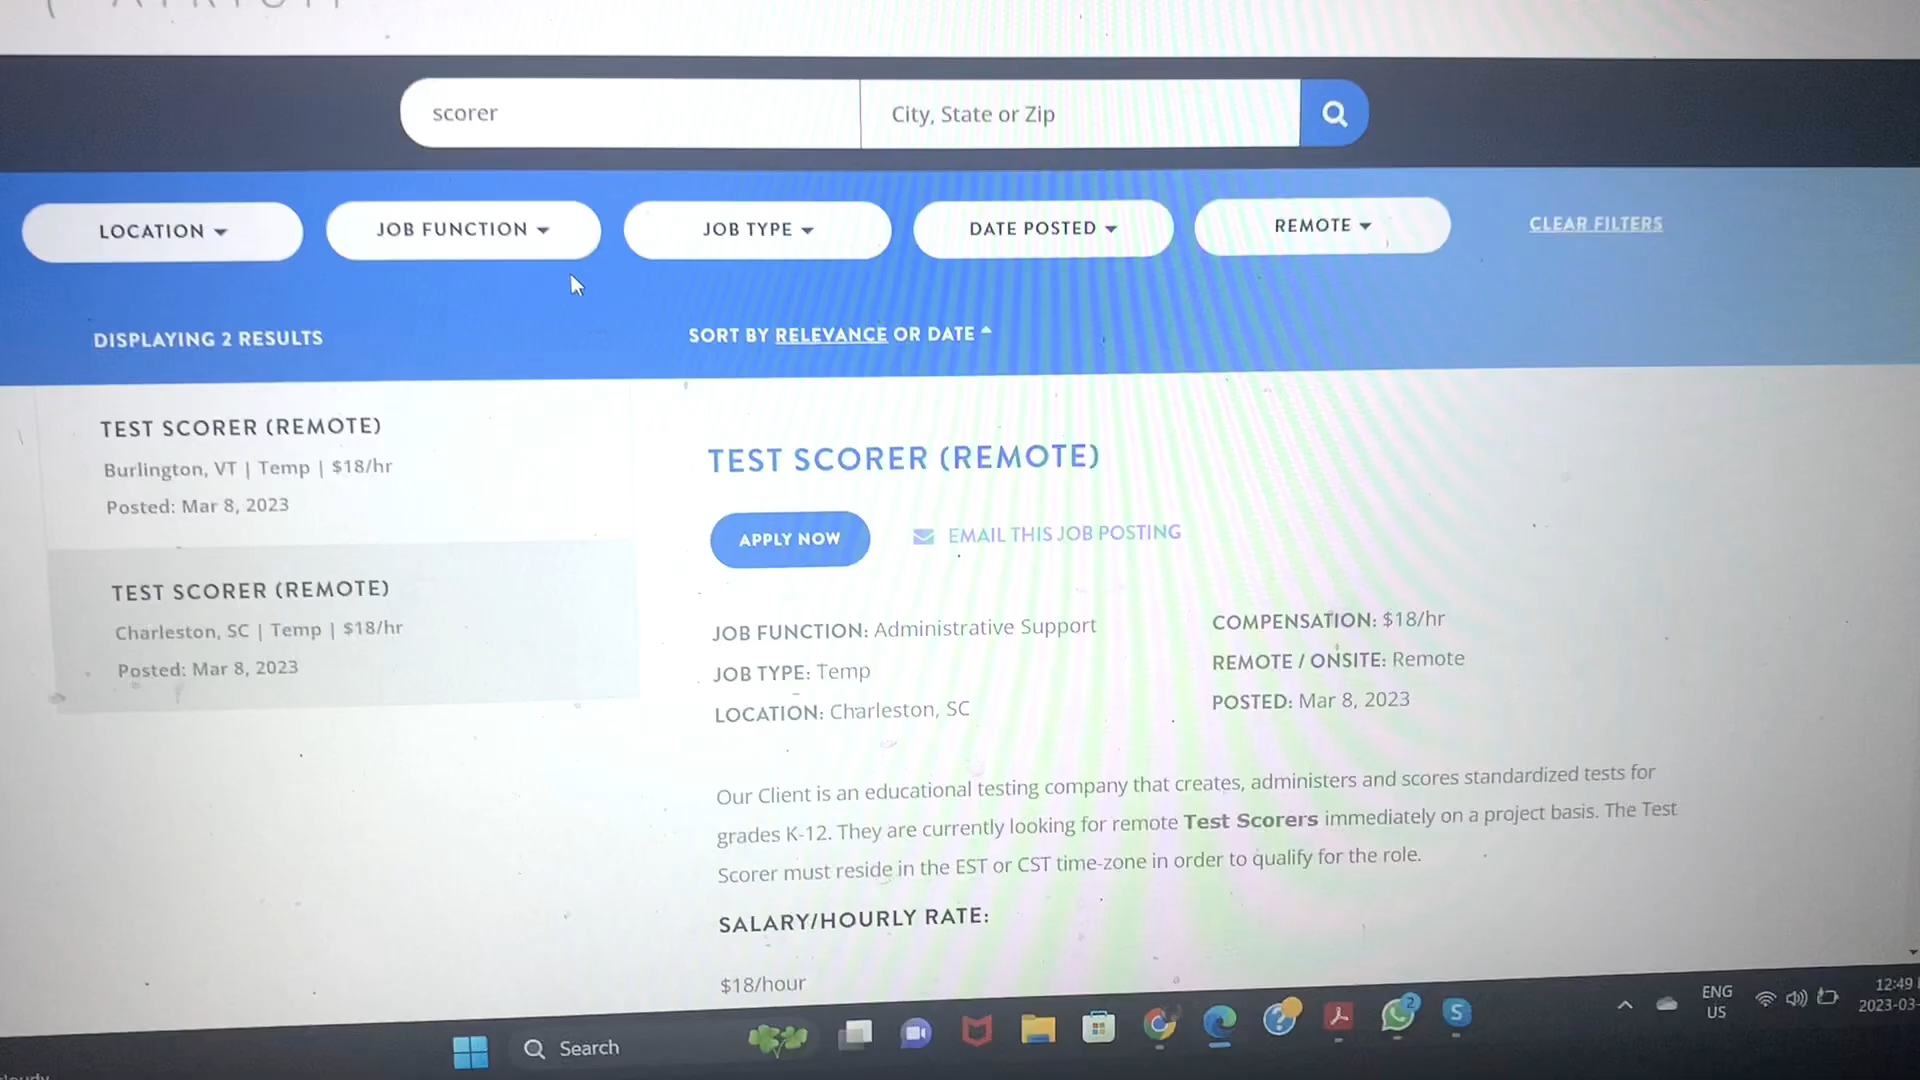 scorer
City, State or Zip
LOCATION
JOB FUNCTION
JOB TYPE
DATE POSTED
REMOTE
CLEAR FILTERS
DISPLAYING 2 RESULTS
SORT BY RELEVANCE OR DATE
TEST SCORER (REMOTE)
Burlington, VT | Temp | $18/hr
Posted: Mar 8, 2023
TEST SCORER (REMOTE)
Charleston, SC | Temp | $18/hr
Posted: Mar 8, 2023
TEST SCORER (REMOTE)
APPLY NOW
EMAIL THIS JOB POSTING
JOB FUNCTION: Administrative Support
JOB TYPE: Temp
LOCATION: Charleston, SC
COMPENSATION: $18/hr
REMOTE / ONSITE: Remote
POSTED: Mar 8, 2023
Our Client is an educational testing company that creates, administers and scores standardized tests for
grades K-12. They are currently looking for remote Test Scorers immediately on a project basis. The Test
Scorer must reside in the EST or CST time-zone in order to qualify for the role.
SALARY/HOURLY RATE:
$18/hour
Search
2
ENG
US
12:49
2023-03-